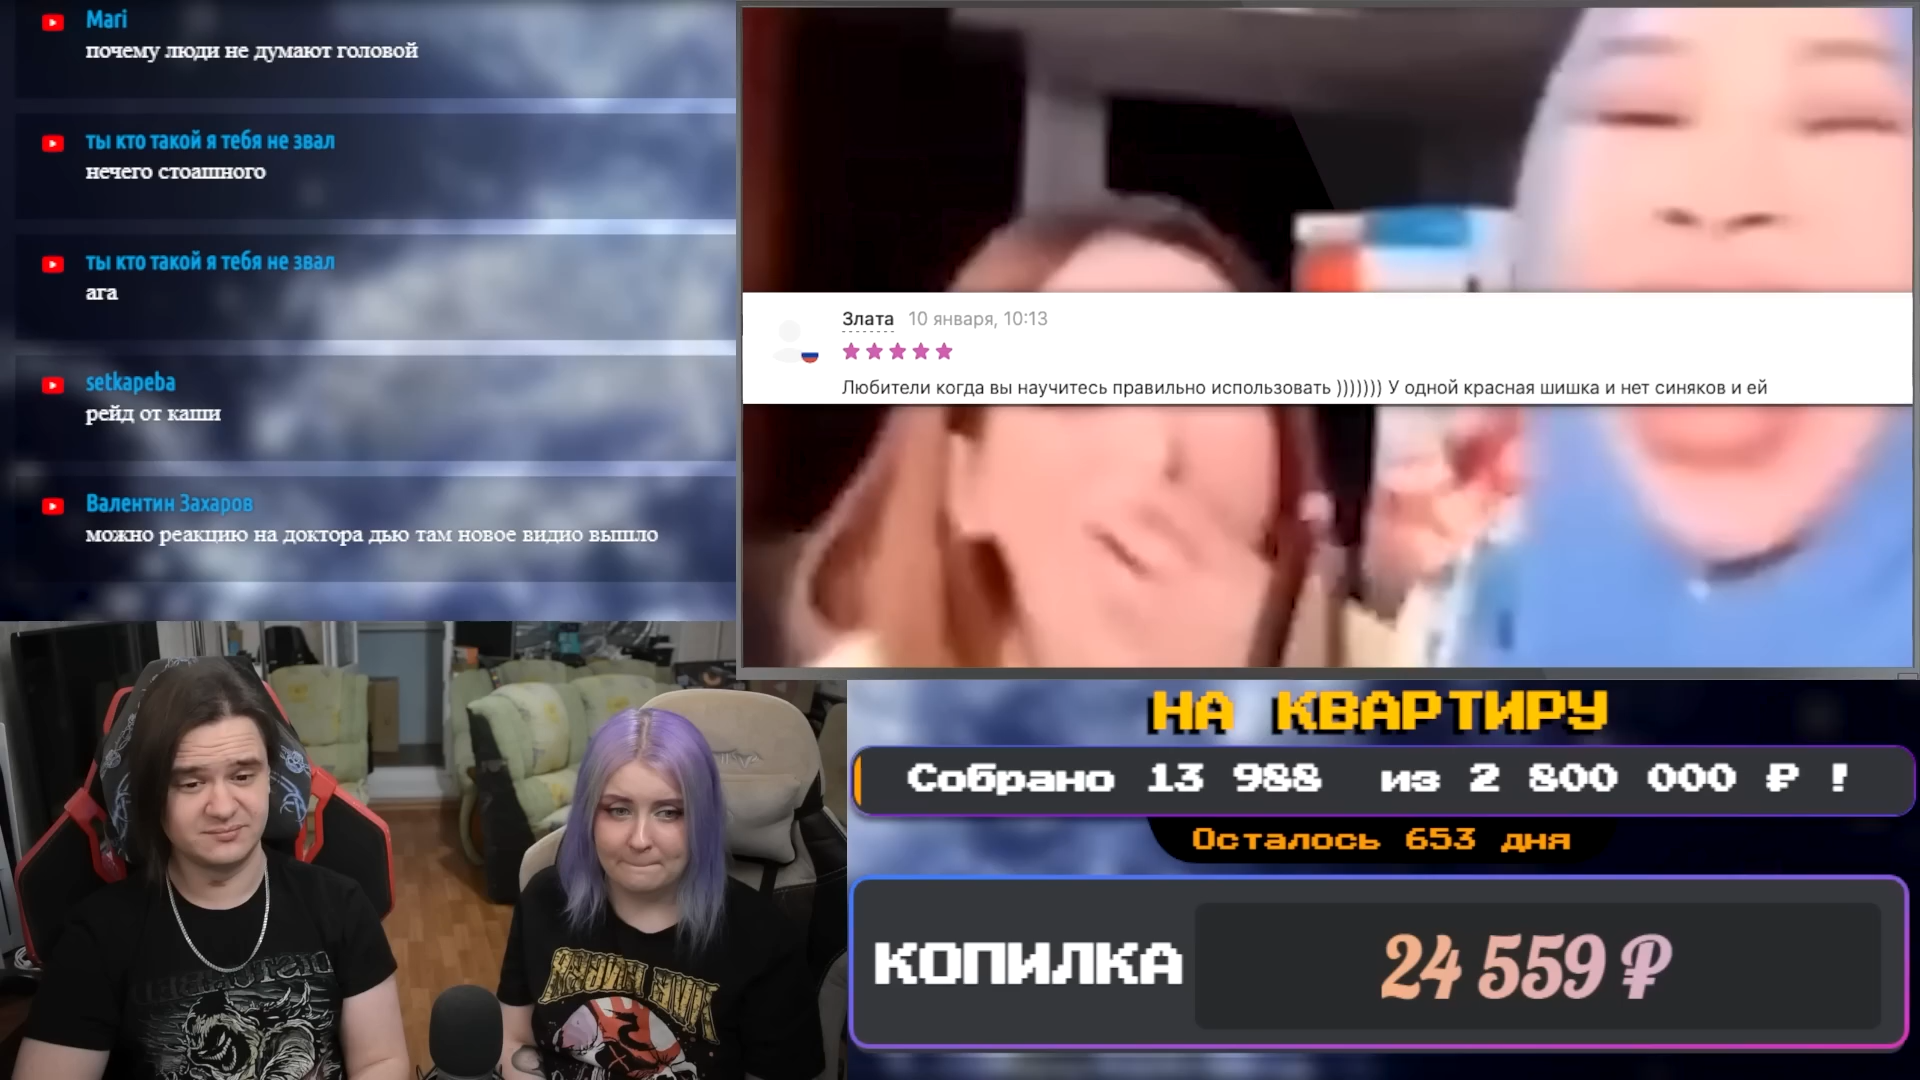 Mari
почему люди не думают головой
ты кто такой я тебя не звал
нечего стоашного
ты кто такой я тебя не звал
ага
setkapeba
рейд от каши
Валентин Захаров
можно реакцию на доктора дью там новое видио вышло
Злата 10 января, 10:13
Любители когда вы научитесь правильно использовать ))))))) У одной красная шишка и нет синяков и ей
НА КВАРТИРУ
Собрано 13 988 из 2 800 000 ₽ !
Осталось 653 дня
КОПИЛКА
24 559 ₽